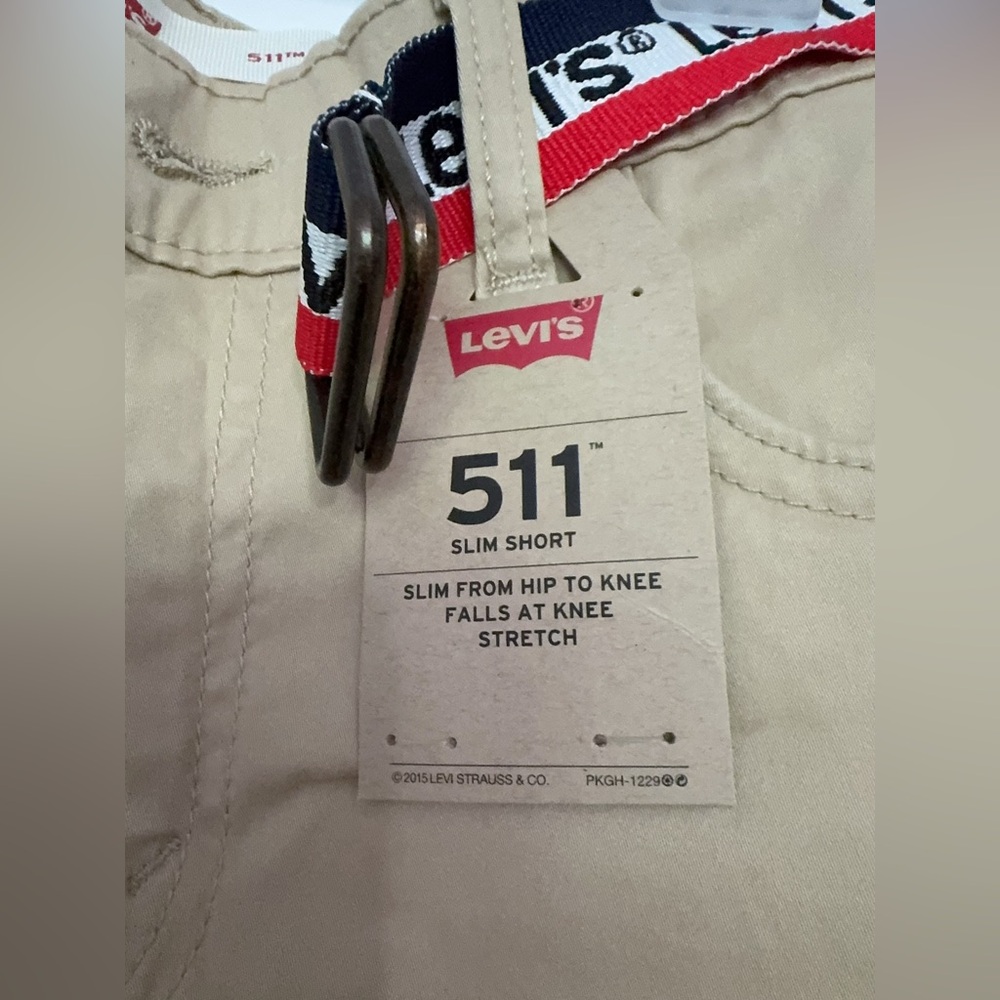 511™
Levi's®
LEVI'S®
511™
SLIM SHORT
SLIM FROM HIP TO KNEE
FALLS AT KNEE
STRETCH
©2015 LEVI STRAUSS & CO. PKGH-1229